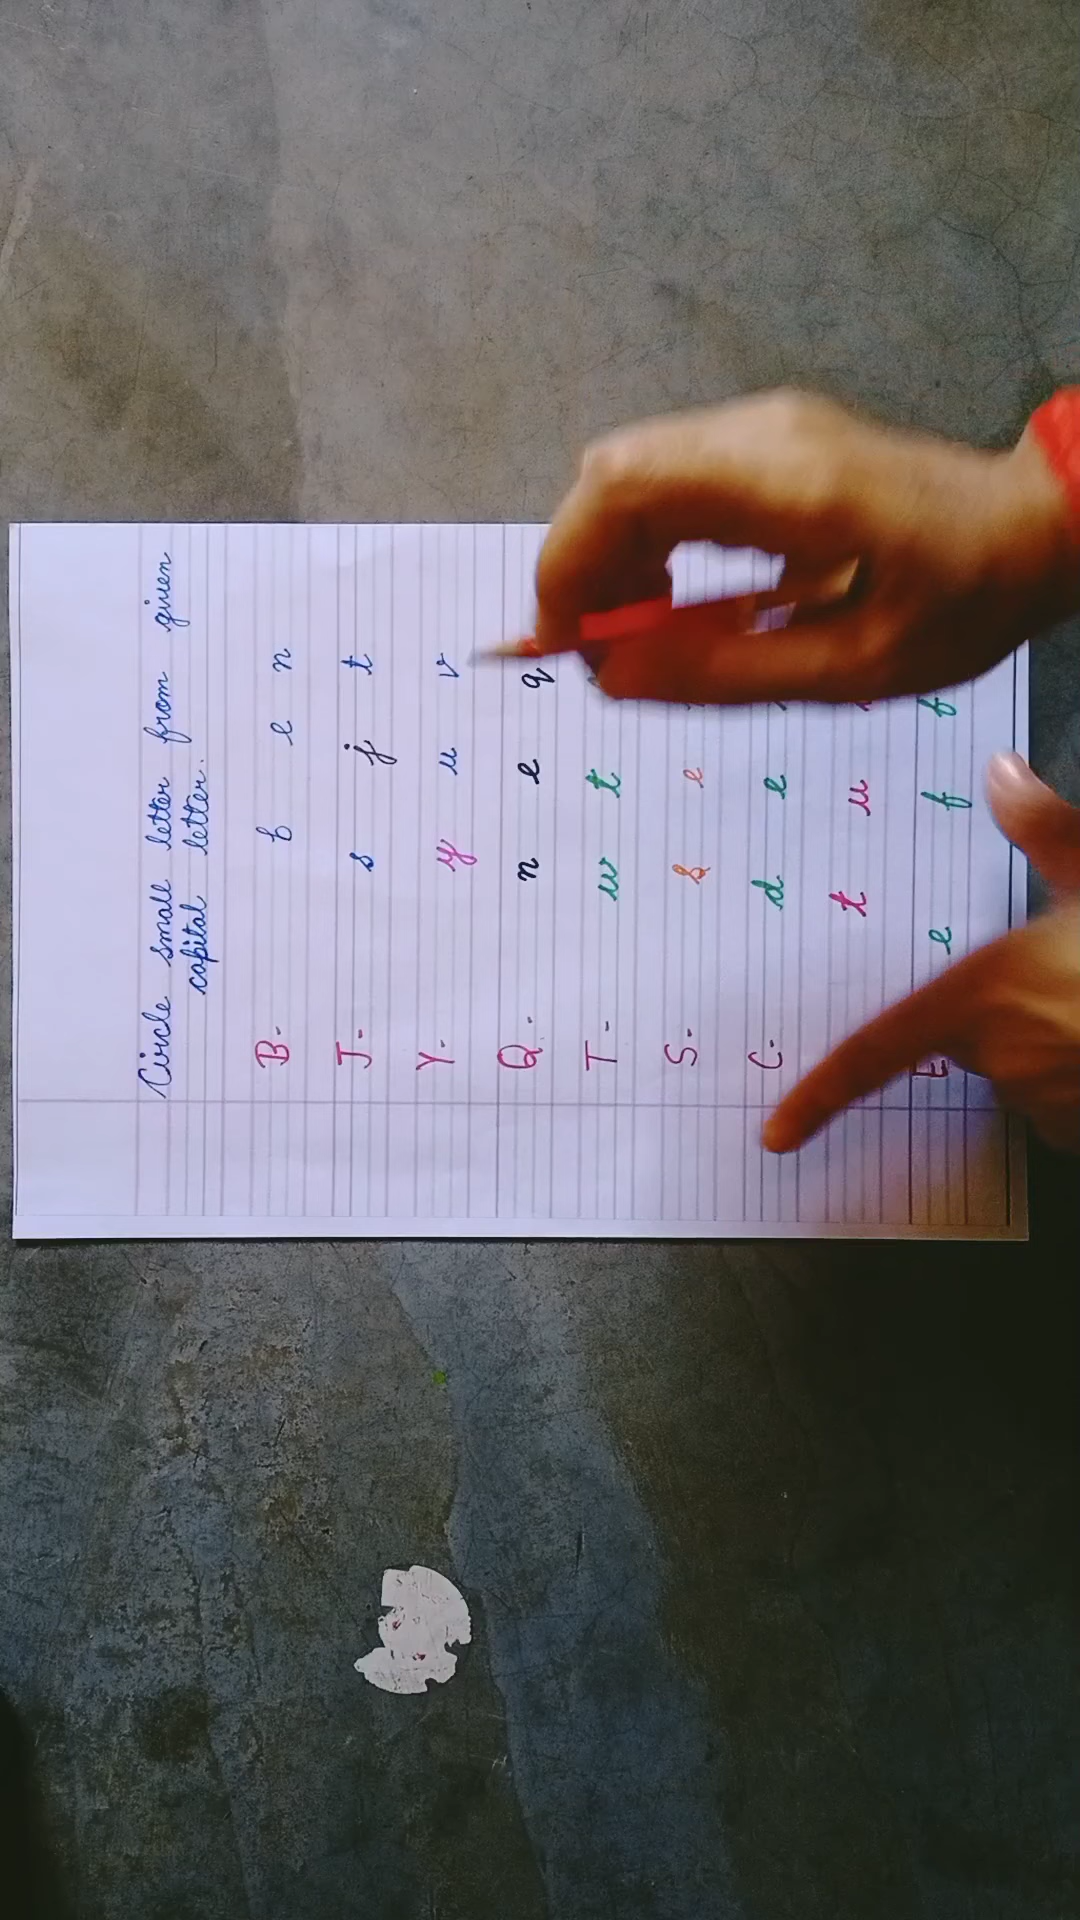 Circle small letter from given
capital letter.
B- b e n
J- s j t
Y- y u v
Q- n e q
T- w t
S- s e
C- d e
t u
E e f b